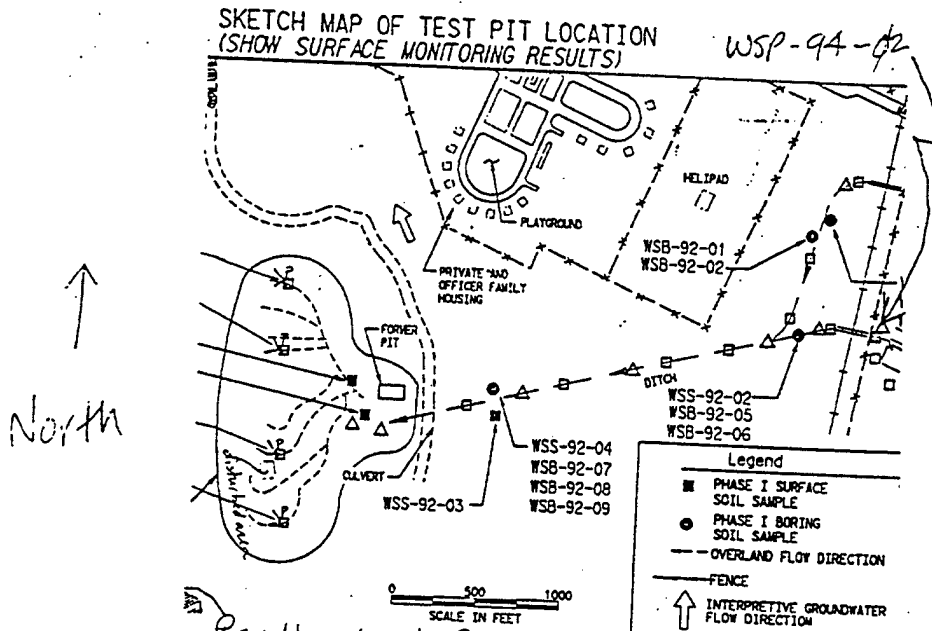 SKETCH MAP OF TEST PIT LOCATION
(SHOW SURFACE MONITORING RESULTS)
WSP-94-02
HELIPAD
PLAYGROUND
WSB-92-01
WSB-92-02
PRIVATE AND
OFFICER FAMILY
HOUSING
FORMER
PIT
North
DITCH
WSS-92-02
WSB-92-05
WSB-92-06
disturbed area
CULVERT
WSS-92-03
WSS-92-04
WSB-92-07
WSB-92-08
WSB-92-09
Legend
PHASE I SURFACE
SOIL SAMPLE
PHASE I BORING
SOIL SAMPLE
OVERLAND FLOW DIRECTION
FENCE
INTERPRETIVE GROUNDWATER
FLOW DIRECTION
0 500 1000
SCALE IN FEET